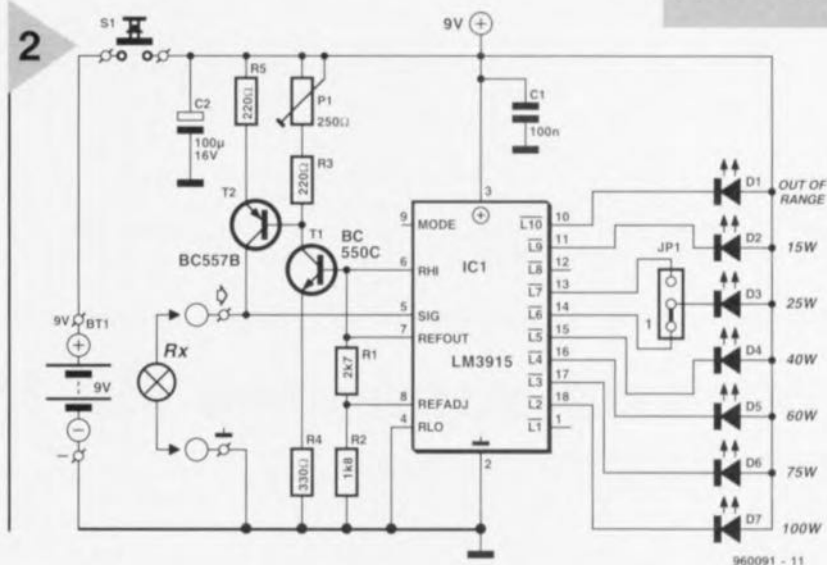 2
S1
9V
R5
220Ω
P1
250Ω
C1
100n
C2
100µ
16V
R3
220Ω
T2
BC557B
T1
BC
550C
3
9 MODE
L10 10
D1
OUT OF
RANGE
L9 11
D2
15W
6 RHI
IC1
L8 12
L7 13
JP1
5 SIG
L6 14
1
D3
25W
7 REFOUT
L5 15
LM3915
L4 16
D4
40W
9V BT1
9V
Rx
R1
2k7
L3 17
D5
60W
8 REFADJ
L2 18
4 RLO
L1 1
R4
330Ω
R2
1k8
2
D6
75W
D7
100W
960091 - 11